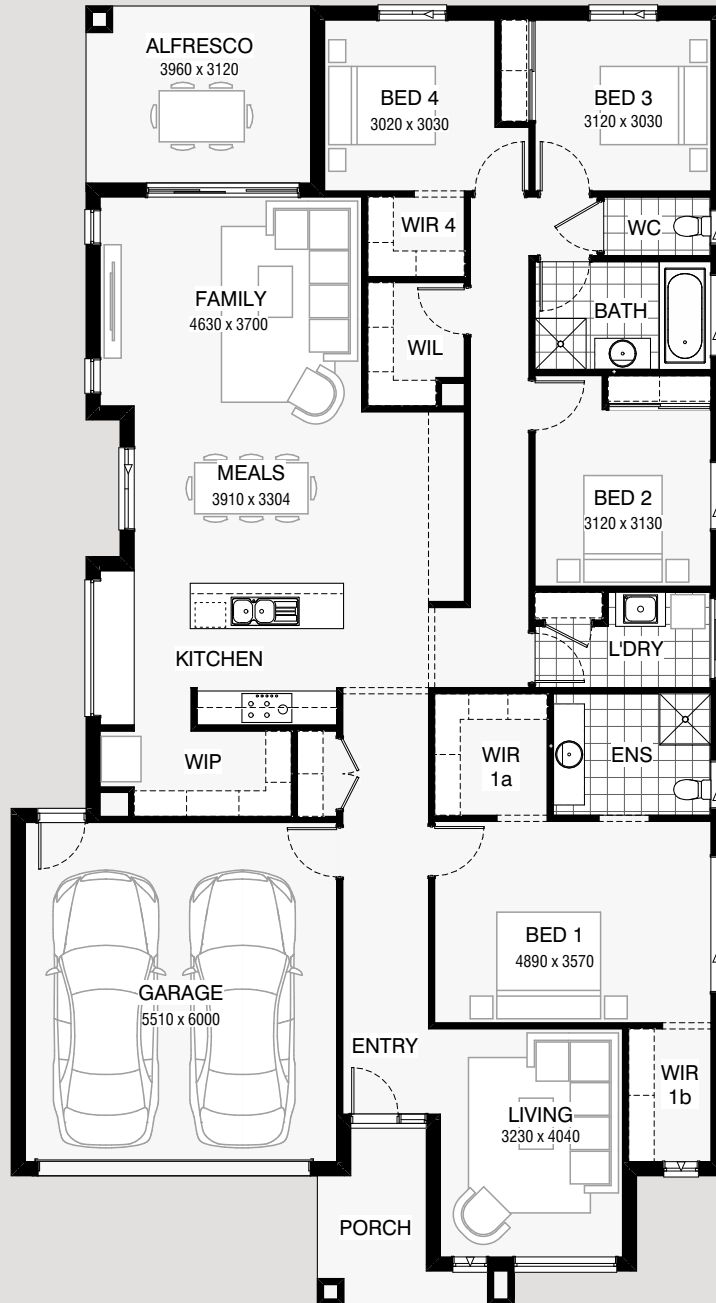 ALFRESCO
3960 x 3120
BED 4
3020 x 3030
BED 3
3120 x 3030
WIR 4
WC
FAMILY
4630 x 3700
BATH
WIL
MEALS
3910 x 3304
BED 2
3120 x 3130
KITCHEN
L'DRY
WIP
WIR
1a
ENS
BED 1
4890 x 3570
GARAGE
5510 x 6000
ENTRY
WIR
1b
LIVING
3230 x 4040
PORCH